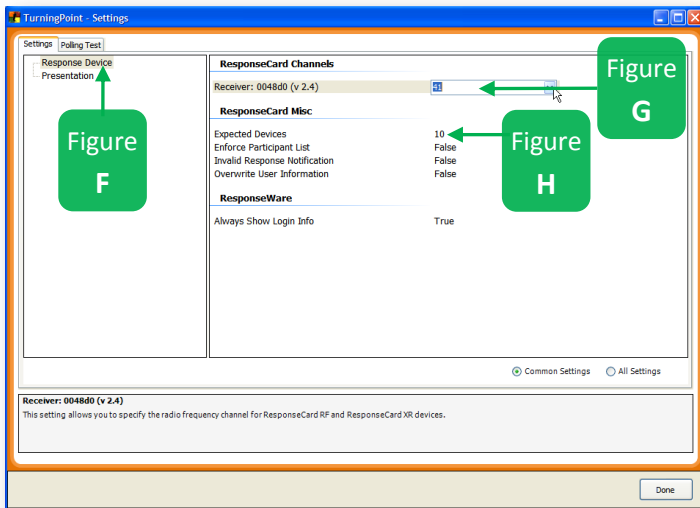 TurningPoint - Settings
Settings Polling Test
Response Device
Presentation
ResponseCard Channels
Receiver: 0048d0 (v 2.4) 41
ResponseCard Misc
Expected Devices 10
Enforce Participant List False
Invalid Response Notification False
Overwrite User Information False
ResponseWare
Always Show Login Info True
Figure
F
Figure
G
Figure
H
Common Settings All Settings
Receiver: 0048d0 (v 2.4)
This setting allows you to specify the radio frequency channel for ResponseCard RF and ResponseCard XR devices.
Done